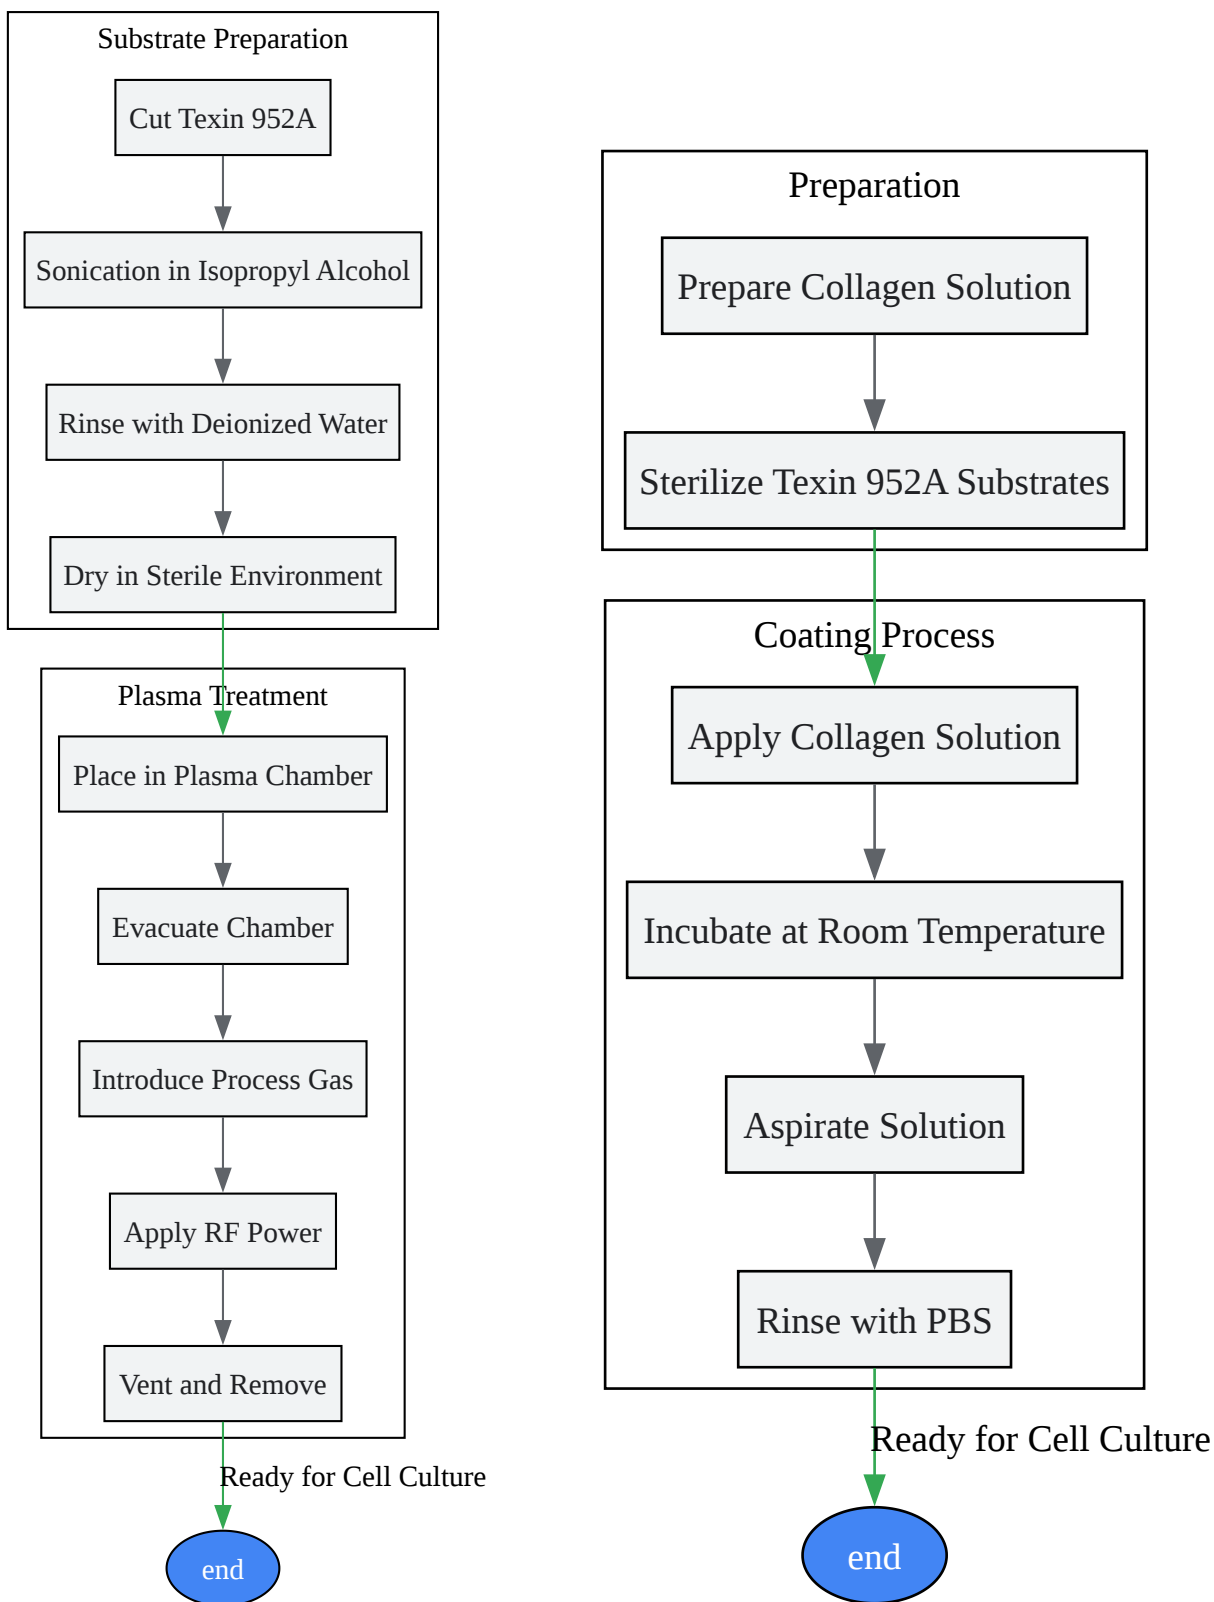 Substrate Preparation
Cut Texin 952A
Sonication in Isopropyl Alcohol
Rinse with Deionized Water
Dry in Sterile Environment
Plasma Treatment
Place in Plasma Chamber
Evacuate Chamber
Introduce Process Gas
Apply RF Power
Vent and Remove
Ready for Cell Culture
end
Preparation
Prepare Collagen Solution
Sterilize Texin 952A Substrates
Coating Process
Apply Collagen Solution
Incubate at Room Temperature
Aspirate Solution
Rinse with PBS
Ready for Cell Culture
end